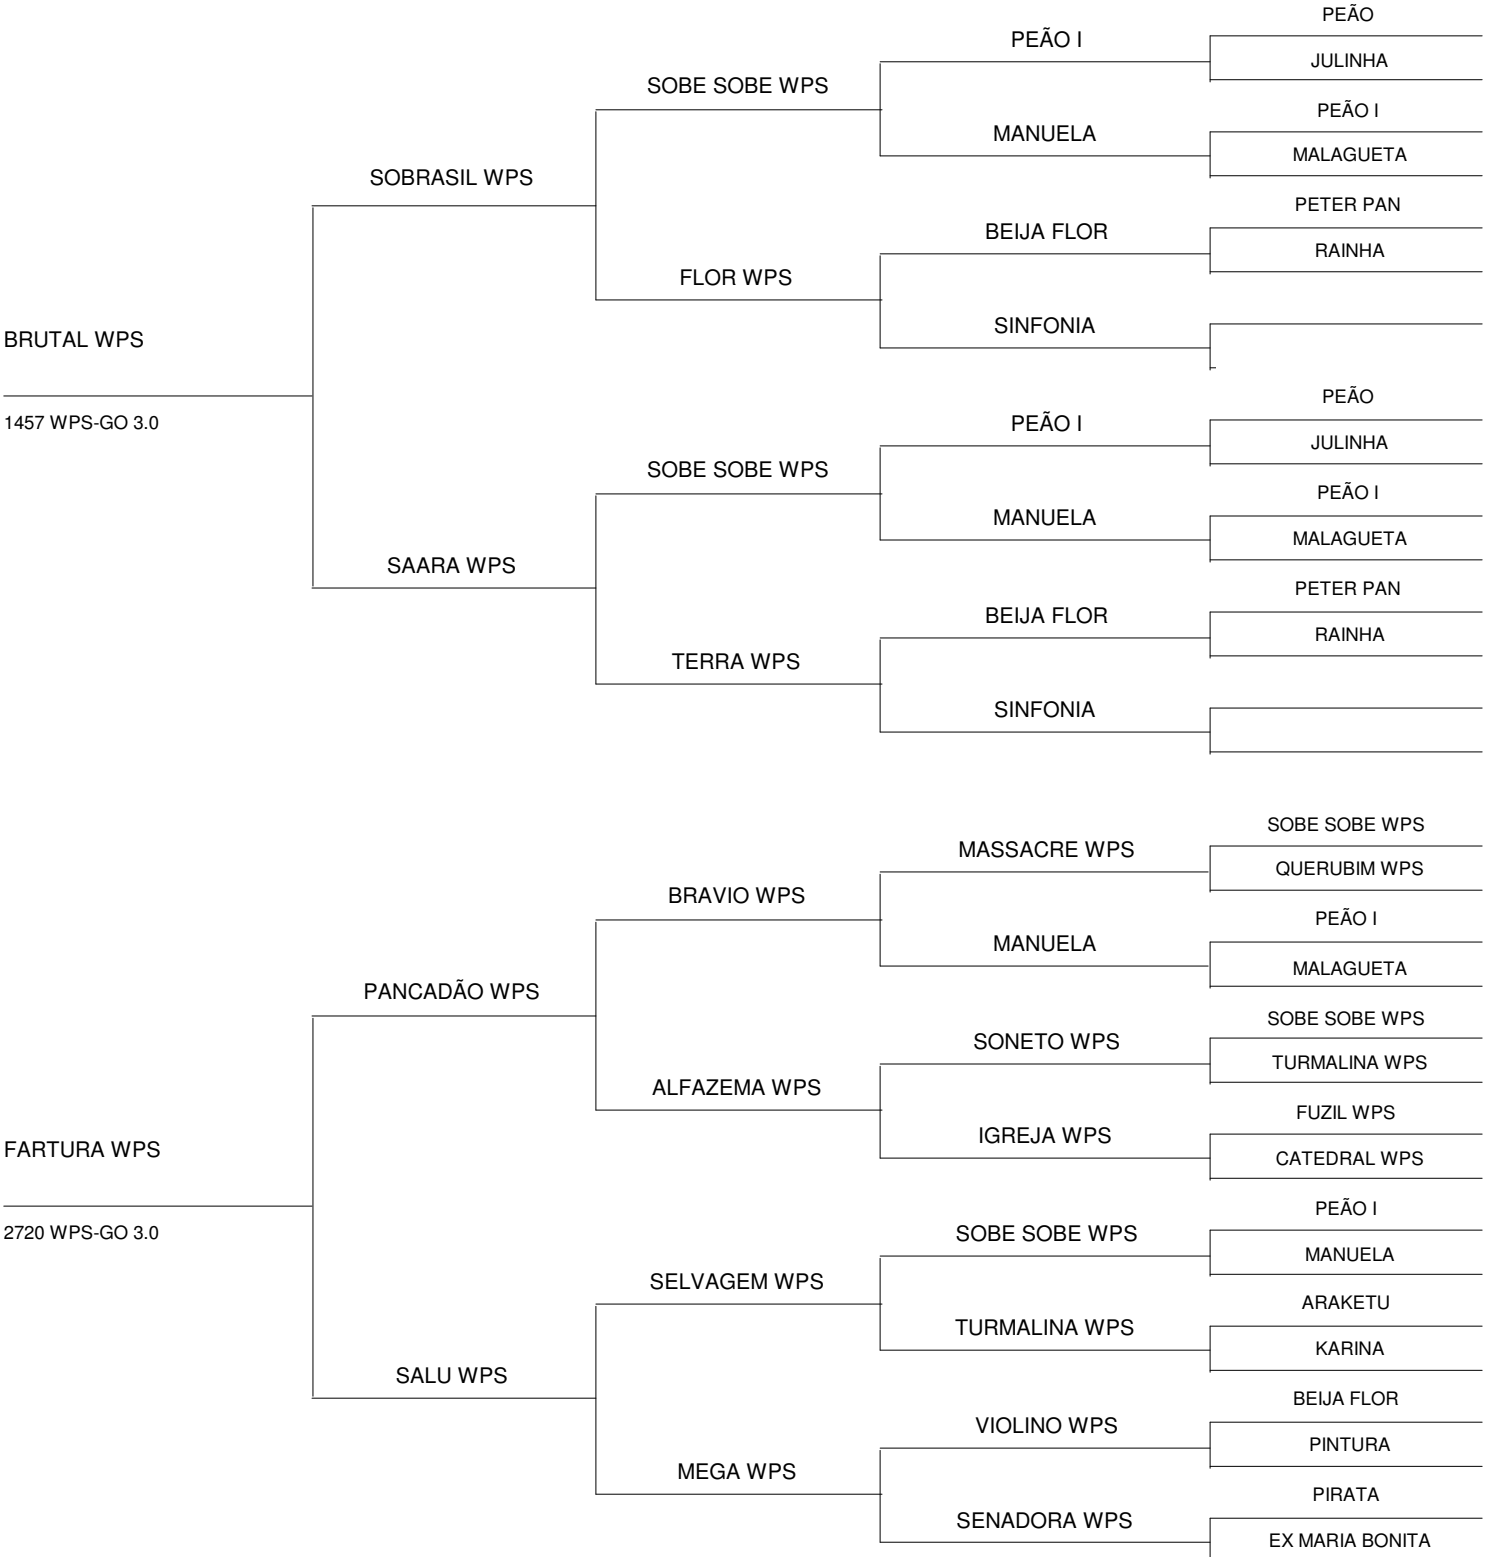 PEÃO
PEÃO I
JULINHA
SOBE SOBE WPS
PEÃO I
MANUELA
MALAGUETA
SOBRASIL WPS
PETER PAN
BEIJA FLOR
RAINHA
FLOR WPS
SINFONIA
BRUTAL WPS
1457 WPS-GO 3.0
PEÃO
PEÃO I
JULINHA
SOBE SOBE WPS
PEÃO I
MANUELA
MALAGUETA
SAARA WPS
PETER PAN
BEIJA FLOR
RAINHA
TERRA WPS
SINFONIA
SOBE SOBE WPS
MASSACRE WPS
QUERUBIM WPS
BRAVIO WPS
PEÃO I
MANUELA
MALAGUETA
PANCADÃO WPS
SOBE SOBE WPS
SONETO WPS
TURMALINA WPS
ALFAZEMA WPS
FUZIL WPS
IGREJA WPS
CATEDRAL WPS
FARTURA WPS
2720 WPS-GO 3.0
PEÃO I
SOBE SOBE WPS
MANUELA
SELVAGEM WPS
ARAKETU
TURMALINA WPS
KARINA
SALU WPS
BEIJA FLOR
VIOLINO WPS
PINTURA
MEGA WPS
PIRATA
SENADORA WPS
EX MARIA BONITA